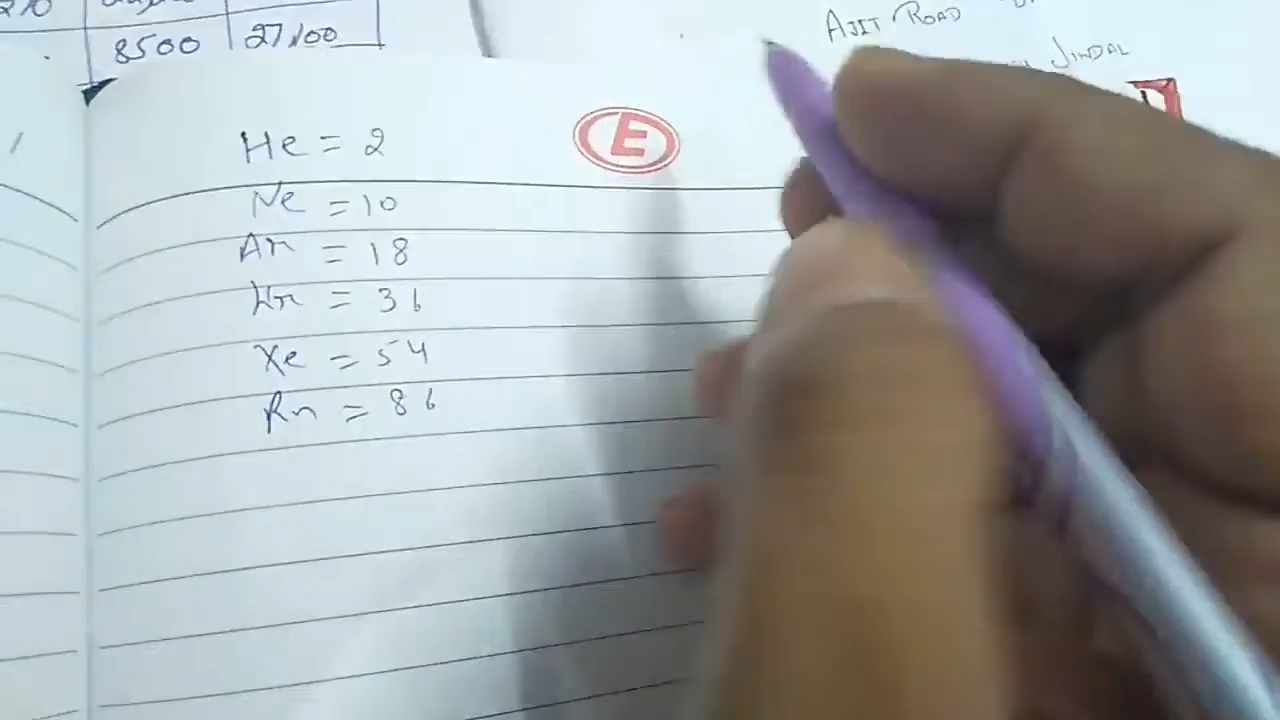 8500 27100
AJIT ROAD
JINDAL
E
He = 2
Ne = 10
Ar = 18
Kr = 36
Xe = 54
Rn = 86